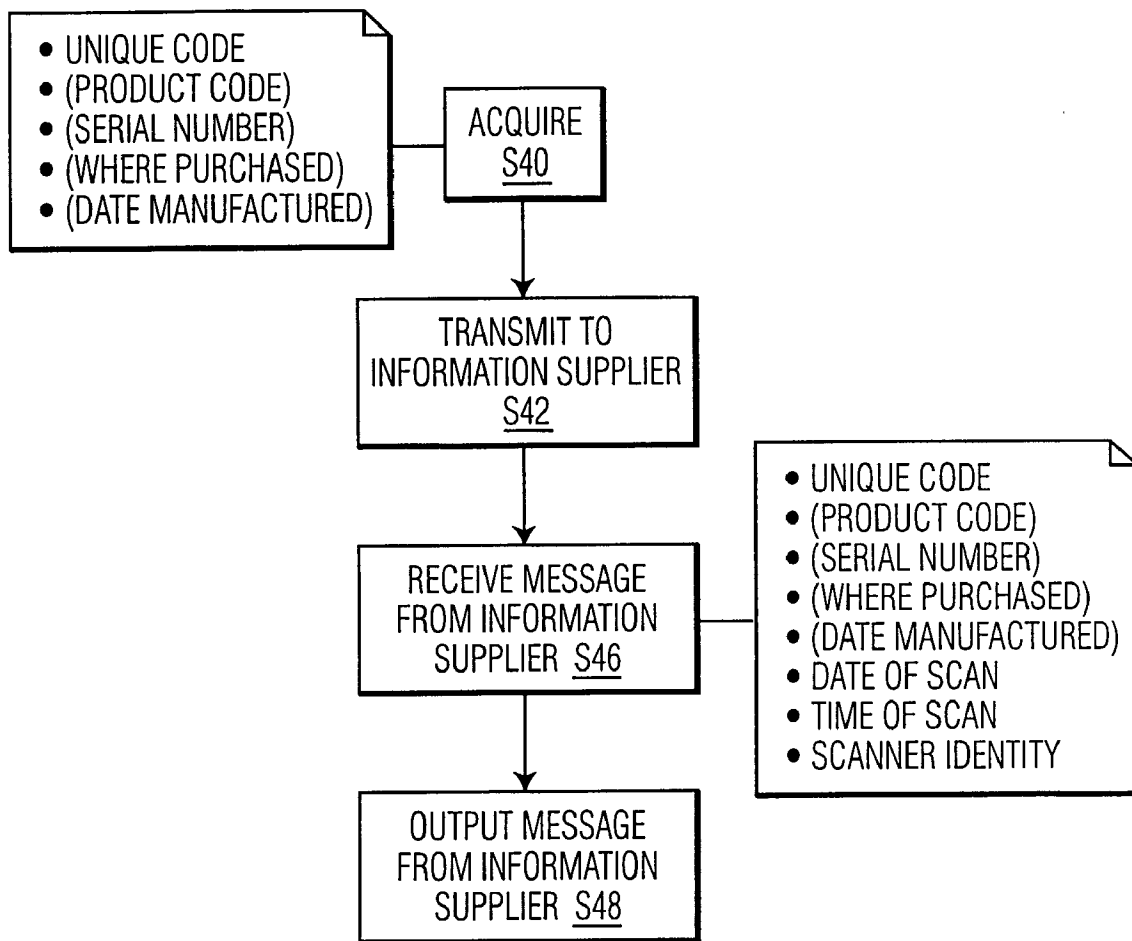 • UNIQUE CODE
• (PRODUCT CODE)
• (SERIAL NUMBER)
• (WHERE PURCHASED)
• (DATE MANUFACTURED)
ACQUIRE
S40
TRANSMIT TO
INFORMATION SUPPLIER
S42
RECEIVE MESSAGE
FROM INFORMATION
SUPPLIER S46
• UNIQUE CODE
• (PRODUCT CODE)
• (SERIAL NUMBER)
• (WHERE PURCHASED)
• (DATE MANUFACTURED)
• DATE OF SCAN
• TIME OF SCAN
• SCANNER IDENTITY
OUTPUT MESSAGE
FROM INFORMATION
SUPPLIER S48